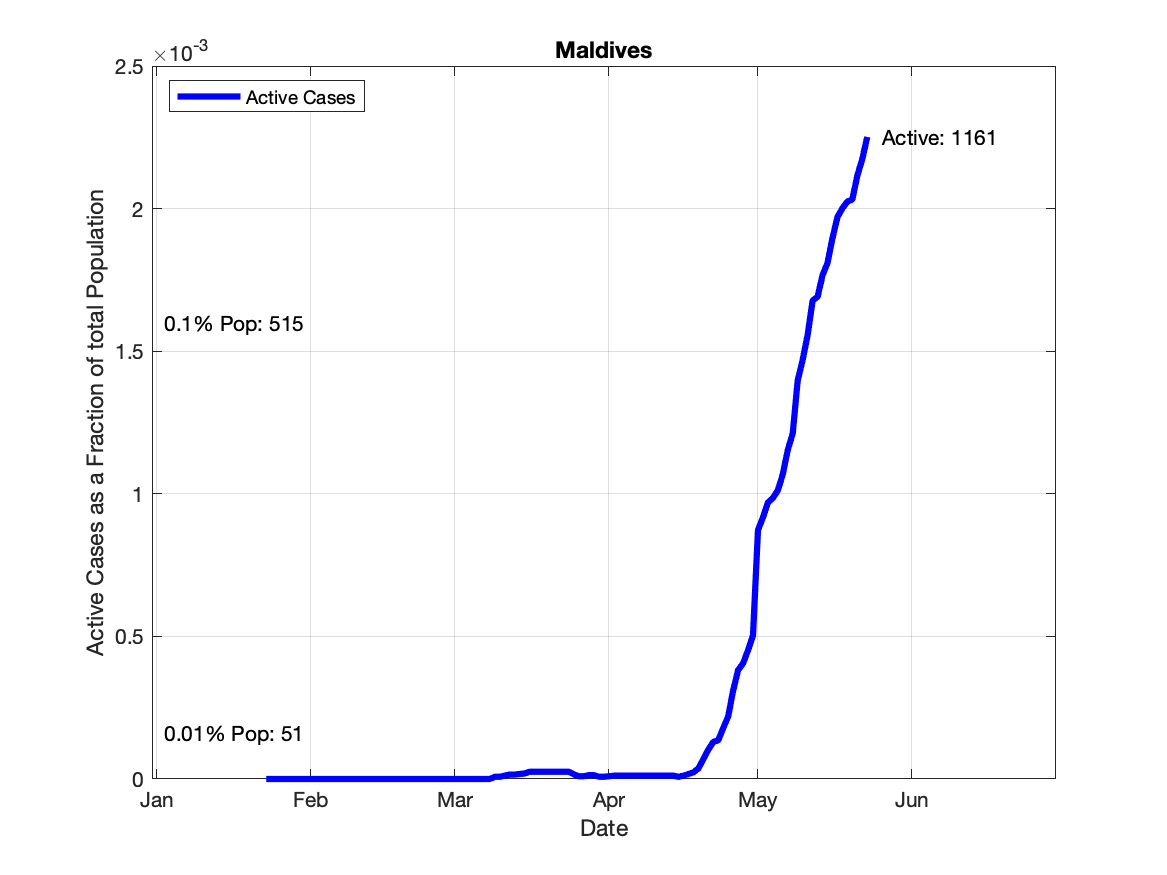 Maldives
×10-3
2.5
Active Cases
Active: 1161
2
0.1% Pop: 515
1.5
1
0.5
0.01% Pop: 51
0
Jan Feb Mar Apr May Jun
Date
Active Cases as a Fraction of total Population